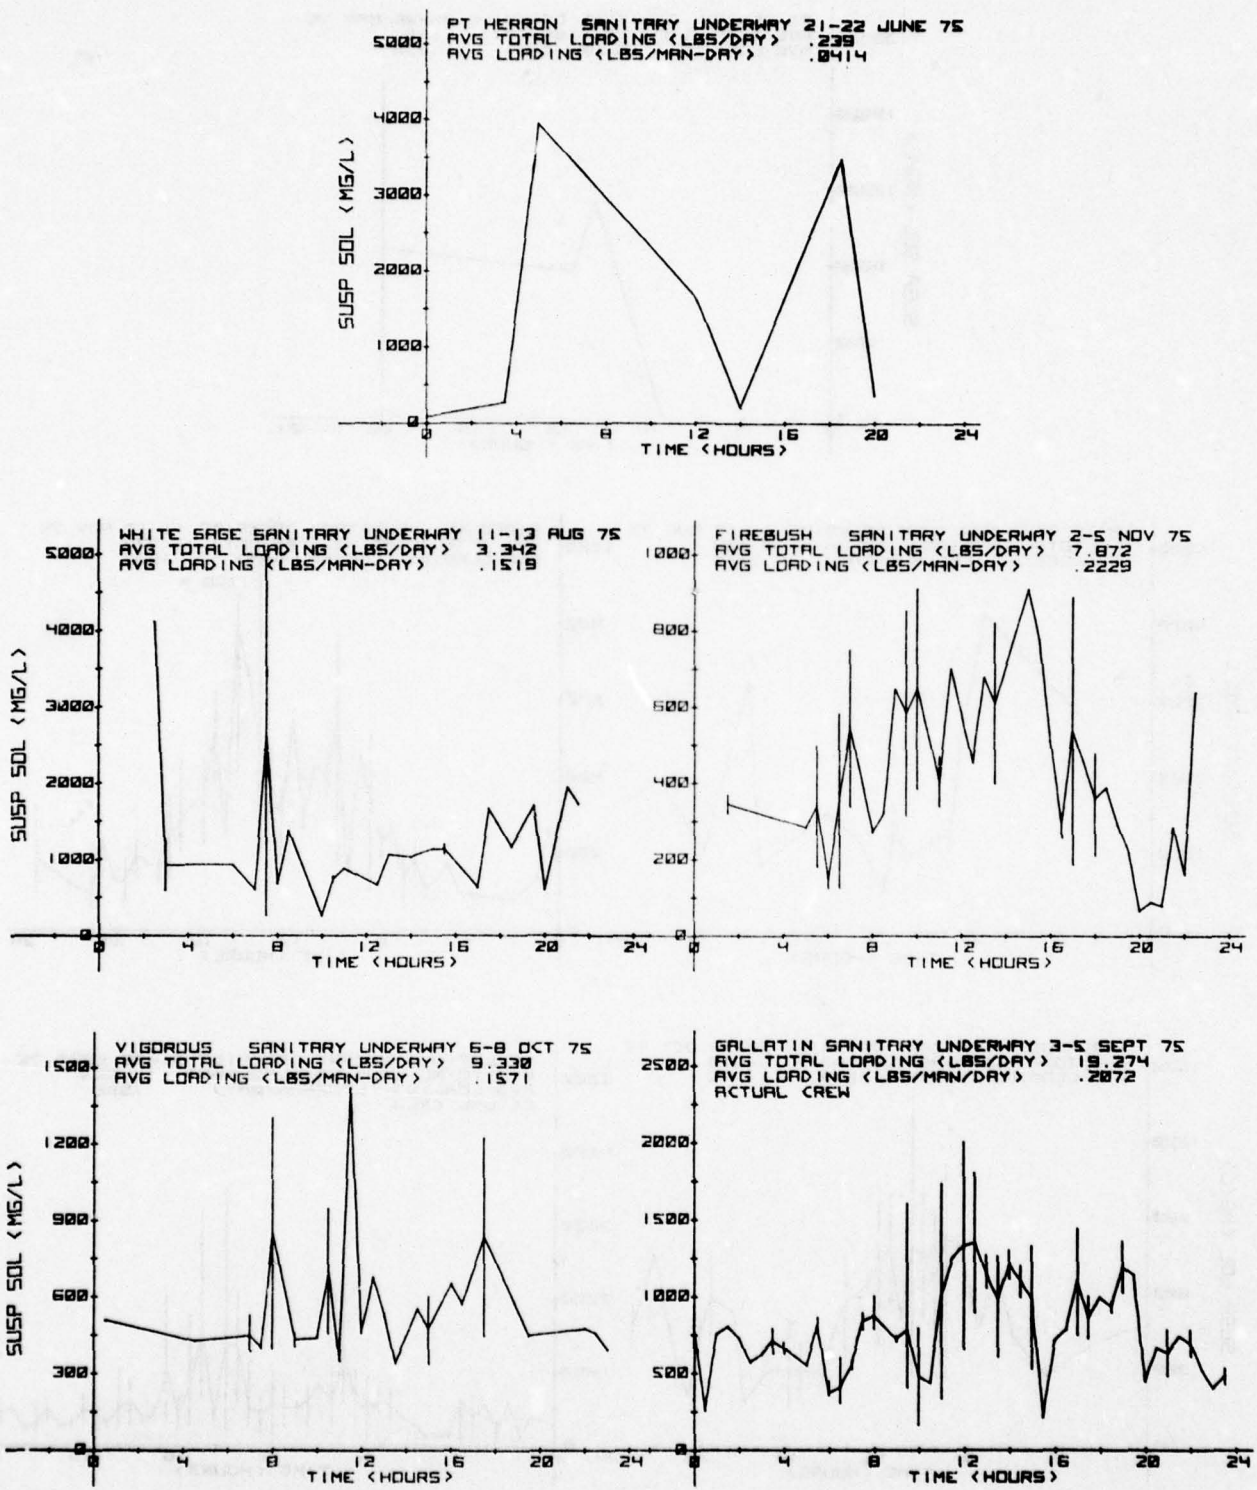 PT HERRON SANITARY UNDERWAY 21-22 JUNE 75
AVG TOTAL LOADING <LBS/DAY> .239
AVG LOADING <LBS/MAN-DAY> .0414
SUSP SOL <MG/L>
5000
4000
3000
2000
1000
0
0 4 8 12 16 20 24
TIME <HOURS>
WHITE SAGE SANITARY UNDERWAY 11-13 AUG 75
AVG TOTAL LOADING <LBS/DAY> 3.342
AVG LOADING <LBS/MAN-DAY> .1519
SUSP SOL <MG/L>
5000
4000
3000
2000
1000
0
0 4 8 12 16 20 24
TIME <HOURS>
FIREBUSH SANITARY UNDERWAY 2-5 NOV 75
AVG TOTAL LOADING <LBS/DAY> 7.872
AVG LOADING <LBS/MAN-DAY> .2229
1000
800
600
400
200
0
0 4 8 12 16 20 24
TIME <HOURS>
VIGOROUS SANITARY UNDERWAY 6-8 OCT 75
AVG TOTAL LOADING <LBS/DAY> 9.330
AVG LOADING <LBS/MAN-DAY> .1571
SUSP SOL <MG/L>
1500
1200
900
600
300
0
0 4 8 12 16 20 24
TIME <HOURS>
GALLATIN SANITARY UNDERWAY 3-5 SEPT 75
AVG TOTAL LOADING <LBS/DAY> 19.274
AVG LOADING <LBS/MAN/DAY> .2072
ACTUAL CREW
2500
2000
1500
1000
500
0
0 4 8 12 16 20 24
TIME <HOURS>